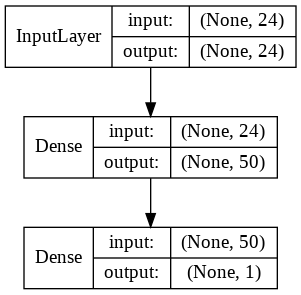 InputLayer input: (None, 24)
output: (None, 24)
Dense input: (None, 24)
output: (None, 50)
Dense input: (None, 50)
output: (None, 1)